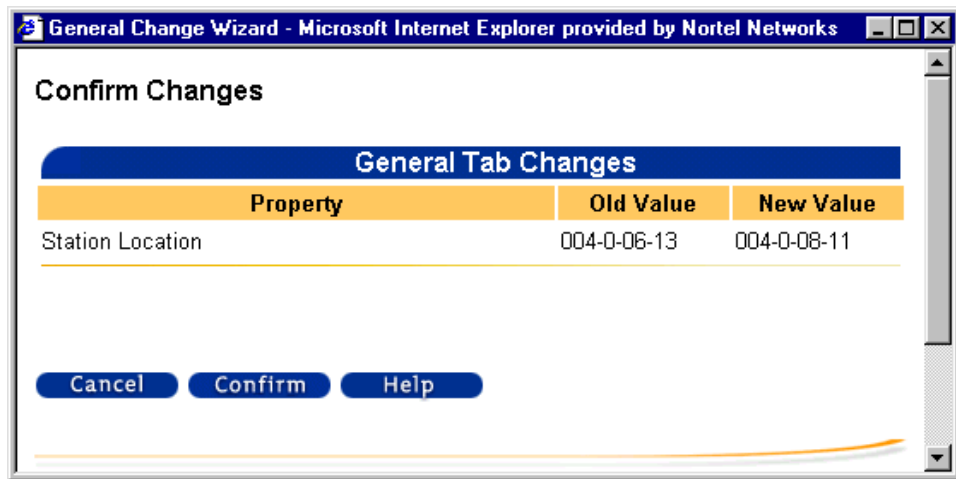 General Change Wizard - Microsoft Internet Explorer provided by Nortel Networks
Confirm Changes
General Tab Changes
Property Old Value New Value
Station Location 004-0-06-13 004-0-08-11
Cancel Confirm Help